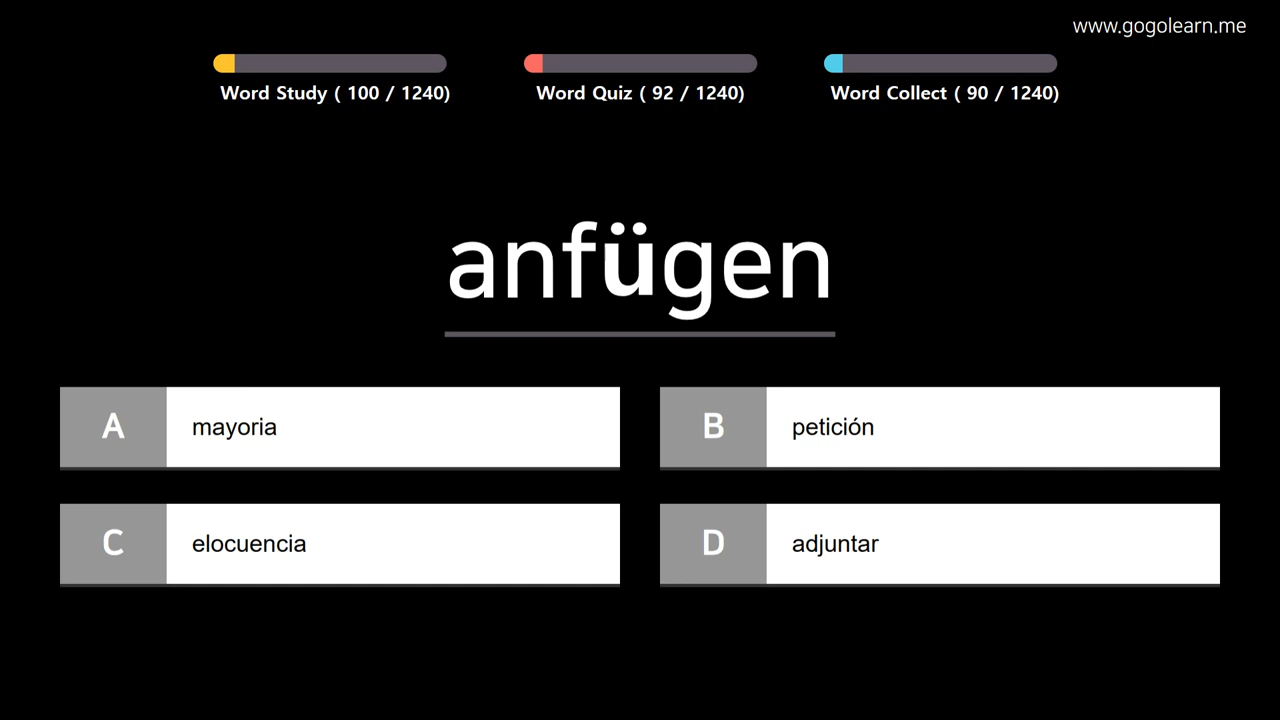 www.gogolearn.me
Word Study ( 100 / 1240)
Word Quiz ( 92 / 1240)
Word Collect ( 90 / 1240)
anfügen
A mayoria
B petición
C elocuencia
D adjuntar